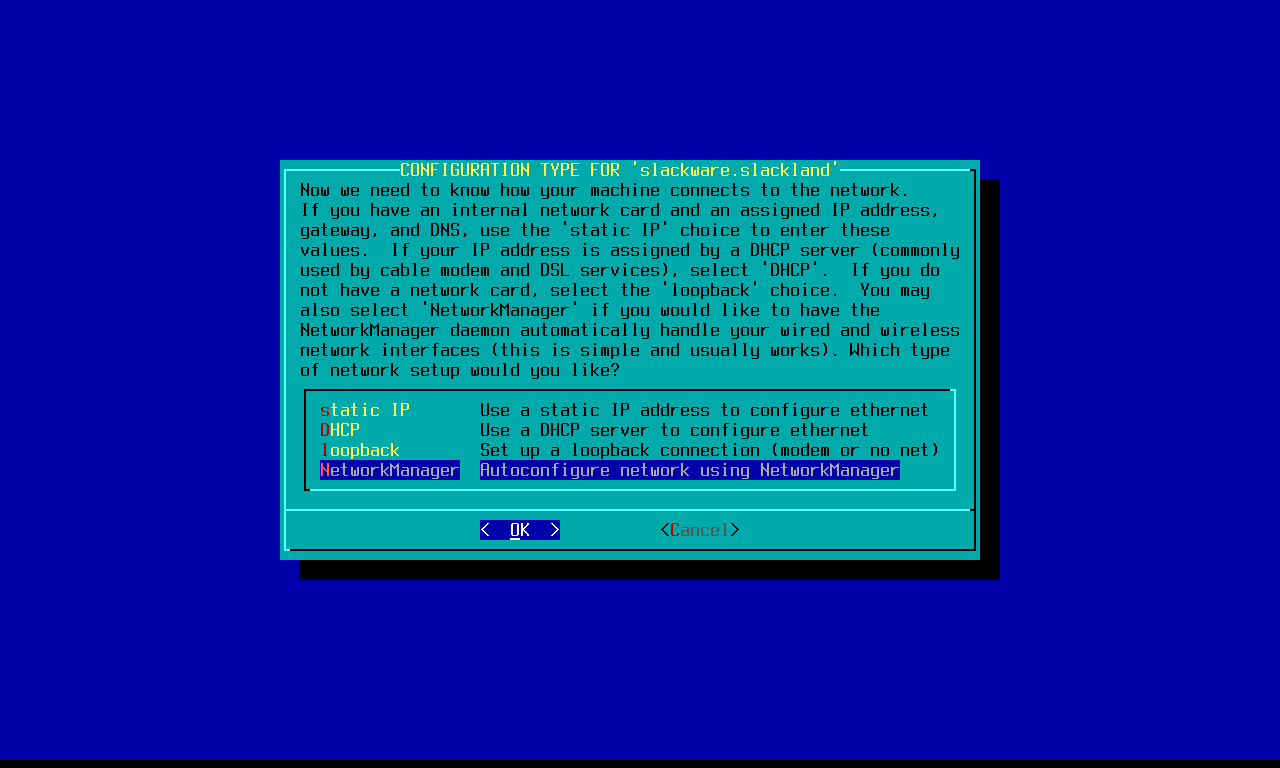 CONFIGURATION TYPE FOR 'slackware.slackland'
Now we need to know how your machine connects to the network.
If you have an internal network card and an assigned IP address,
gateway, and DNS, use the 'static IP' choice to enter these
values.  If your IP address is assigned by a DHCP server (commonly
used by cable modem and DSL services), select 'DHCP'.  If you do
not have a network card, select the 'loopback' choice.  You may
also select 'NetworkManager' if you would like to have the
NetworkManager daemon automatically handle your wired and wireless
network interfaces (this is simple and usually works). Which type
of network setup would you like?
static IP       Use a static IP address to configure ethernet
DHCP            Use a DHCP server to configure ethernet
loopback        Set up a loopback connection (modem or no net)
NetworkManager  Autoconfigure network using NetworkManager
<  OK  >          <Cancel>